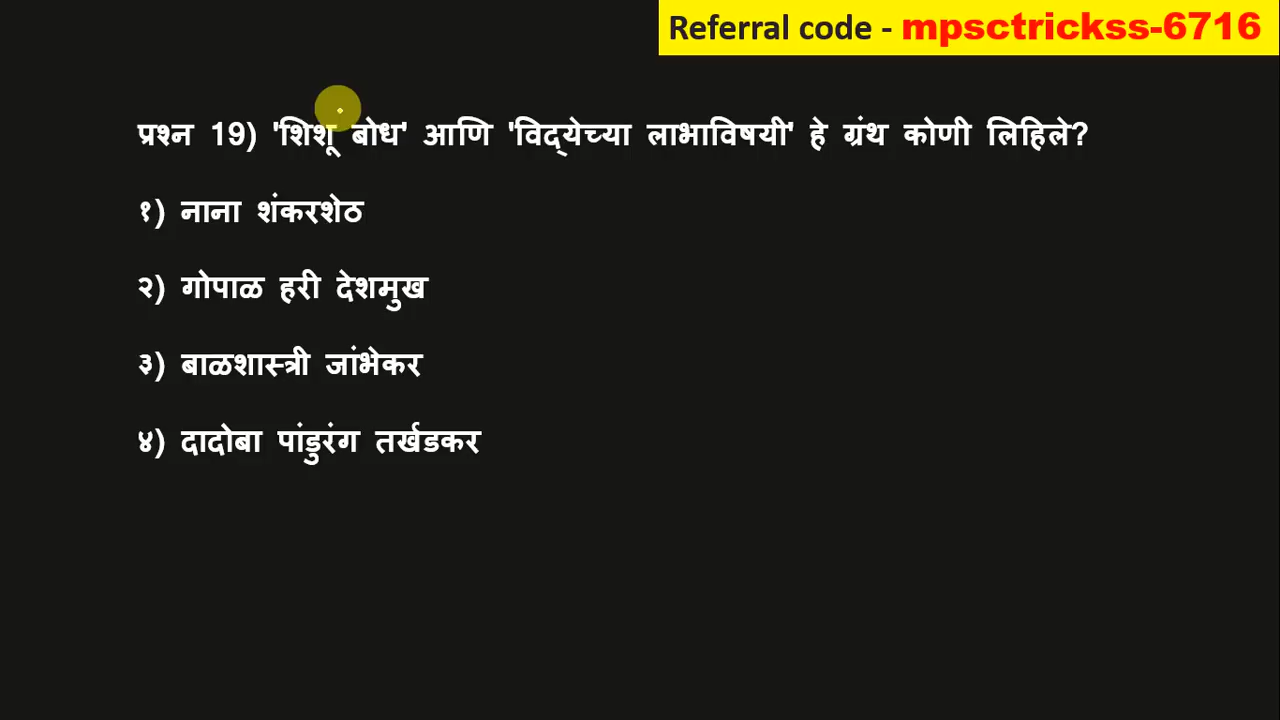 Referral code - mpsctrickss-6716
प्रश्न 19) 'शिशू बोध' आणि 'विद्येच्या लाभाविषयी' हे ग्रंथ कोणी लिहिले?
१) नाना शंकरशेठ
२) गोपाळ हरी देशमुख
३) बाळशास्त्री जांभेकर
४) दादोबा पांडुरंग तर्खडकर